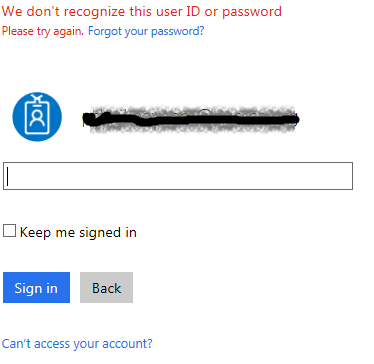 We don't recognize this user ID or password
Please try again. Forgot your password?
Keep me signed in
Sign in
Back
Can't access your account?